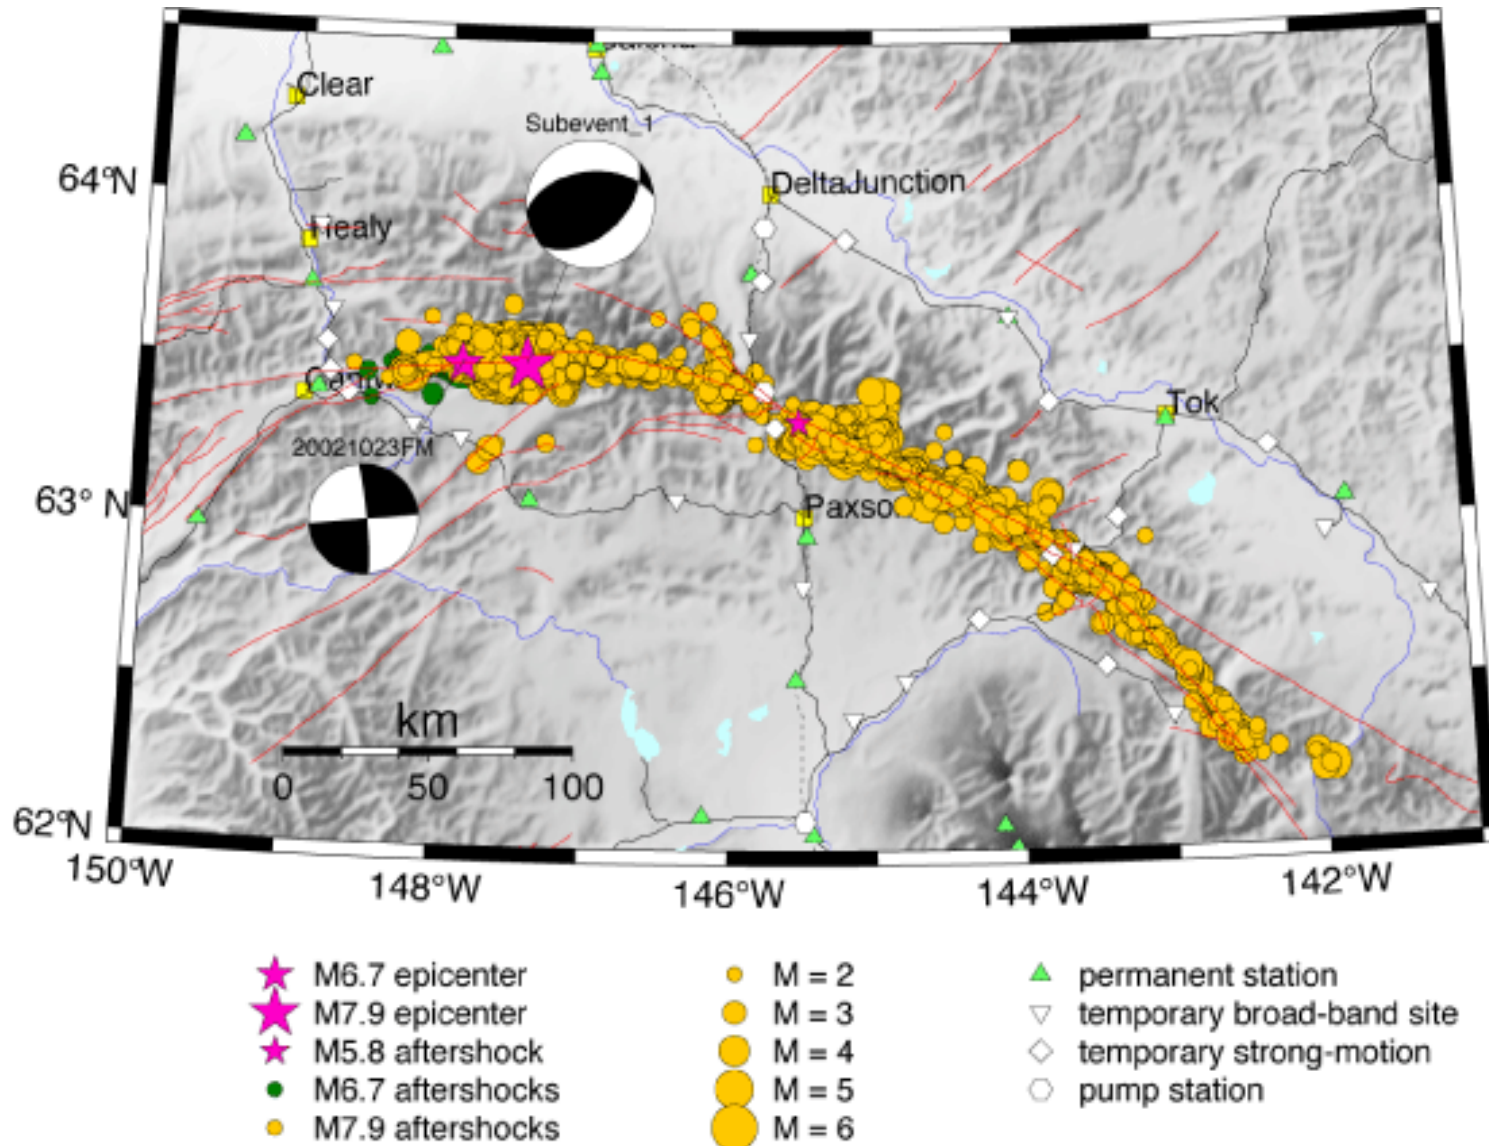 Clear
Subevent_1
64°N
DeltaJunction
Healy
Tok
20021023FM
63° N
Paxso
km
0 50 100
62°N
150°W
148°W
146°W
144°W
142°W
M6.7 epicenter
M7.9 epicenter
M5.8 aftershock
M6.7 aftershocks
M7.9 aftershocks
M = 2
M = 3
M = 4
M = 5
M = 6
permanent station
temporary broad-band site
temporary strong-motion
pump station